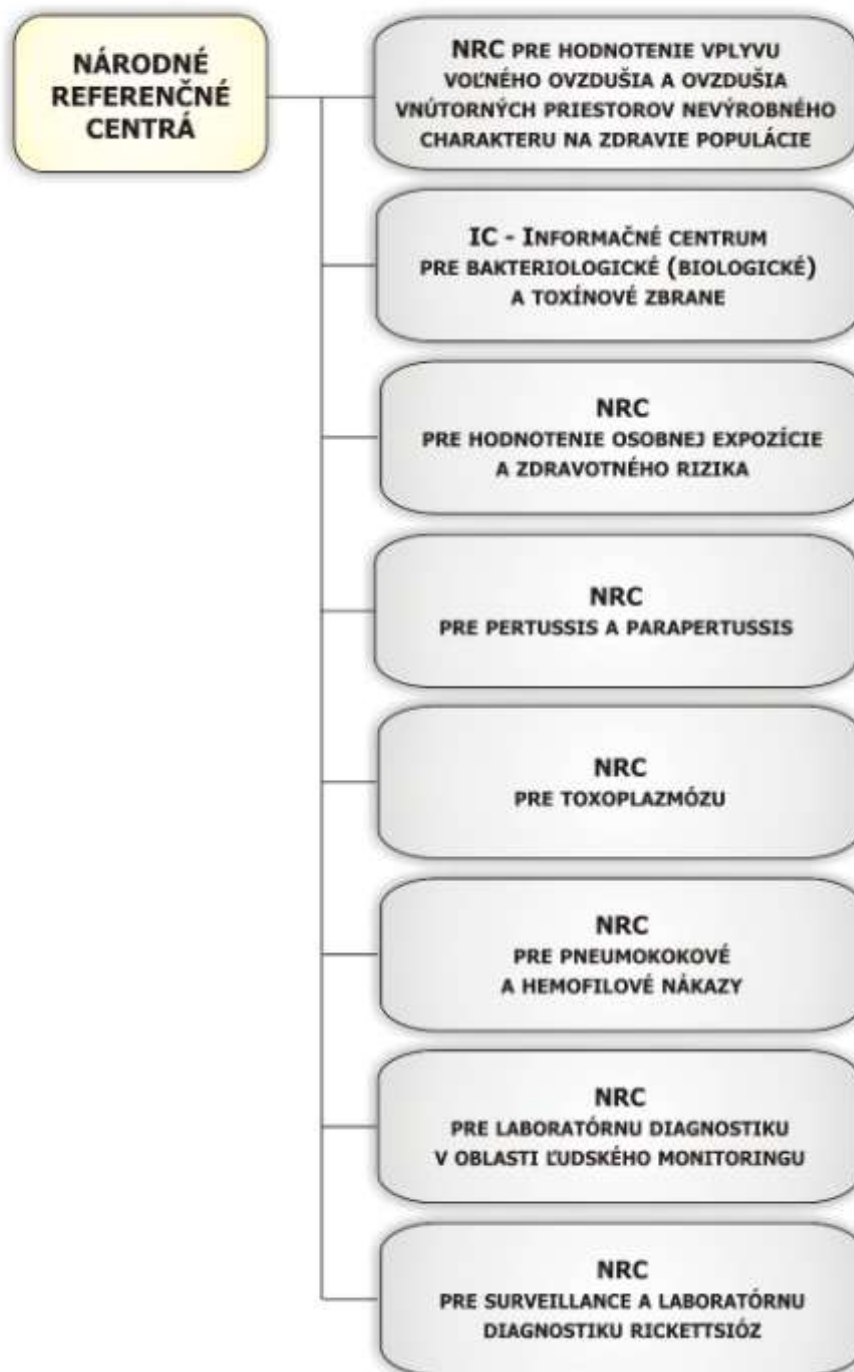 NÁRODNÉ
REFERENČNÉ
CENTRÁ
NRC PRE HODNOTENIE VPLYVU
VOĽNÉHO OVZDUŠIA A OVZDUŠIA
VNÚTORNÝCH PRIESTOROV NEVÝROBNÉHO
CHARAKTERU NA ZDRAVIE POPULÁCIE
IC - INFORMAČNÉ CENTRUM
PRE BAKTERIOLOGICKÉ (BIOLOGICKÉ)
A TOXÍNOVÉ ZBRANE
NRC
PRE HODNOTENIE OSOBNEJ EXPOZÍCIE
A ZDRAVOTNÉHO RIZIKA
NRC
PRE PERTUSSIS A PARAPERTUSSIS
NRC
PRE TOXOPLAZMÓZU
NRC
PRE PNEUMOKOKOVÉ
A HEMOFILOVÉ NÁKAZY
NRC
PRE LABORATÓRNU DIAGNOSTIKU
V OBLASTI ĽUDSKÉHO MONITORINGU
NRC
PRE SURVEILLANCE A LABORATÓRNU
DIAGNOSTIKU RICKETTSIÓZ